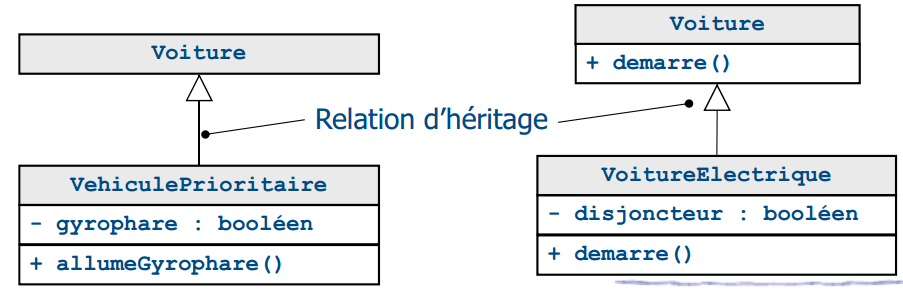 Voiture
VehiculePrioritaire
- gyrophare : booléen
+ allumeGyrophare()
Relation d’héritage
Voiture
+ demarre()
VoitureElectrique
- disjoncteur : booléen
+ demarre()